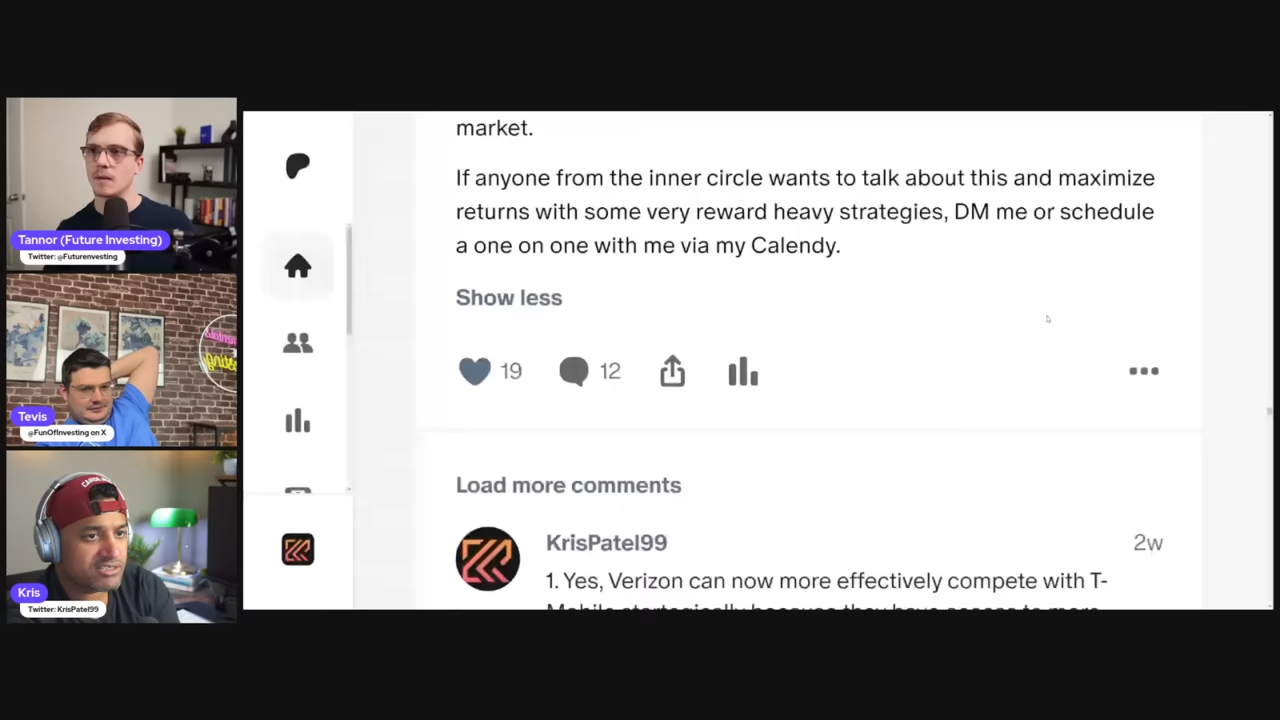 Tannor (Future Investing)
Twitter: @Futurenvesting
Tevis
@FunOfInvesting on X
Kris
Twitter: KrisPatel99
market.
If anyone from the inner circle wants to talk about this and maximize
returns with some very reward heavy strategies, DM me or schedule
a one on one with me via my Calendy.
Show less
19
12
Load more comments
KrisPatel99
2w
1. Yes, Verizon can now more effectively compete with T-